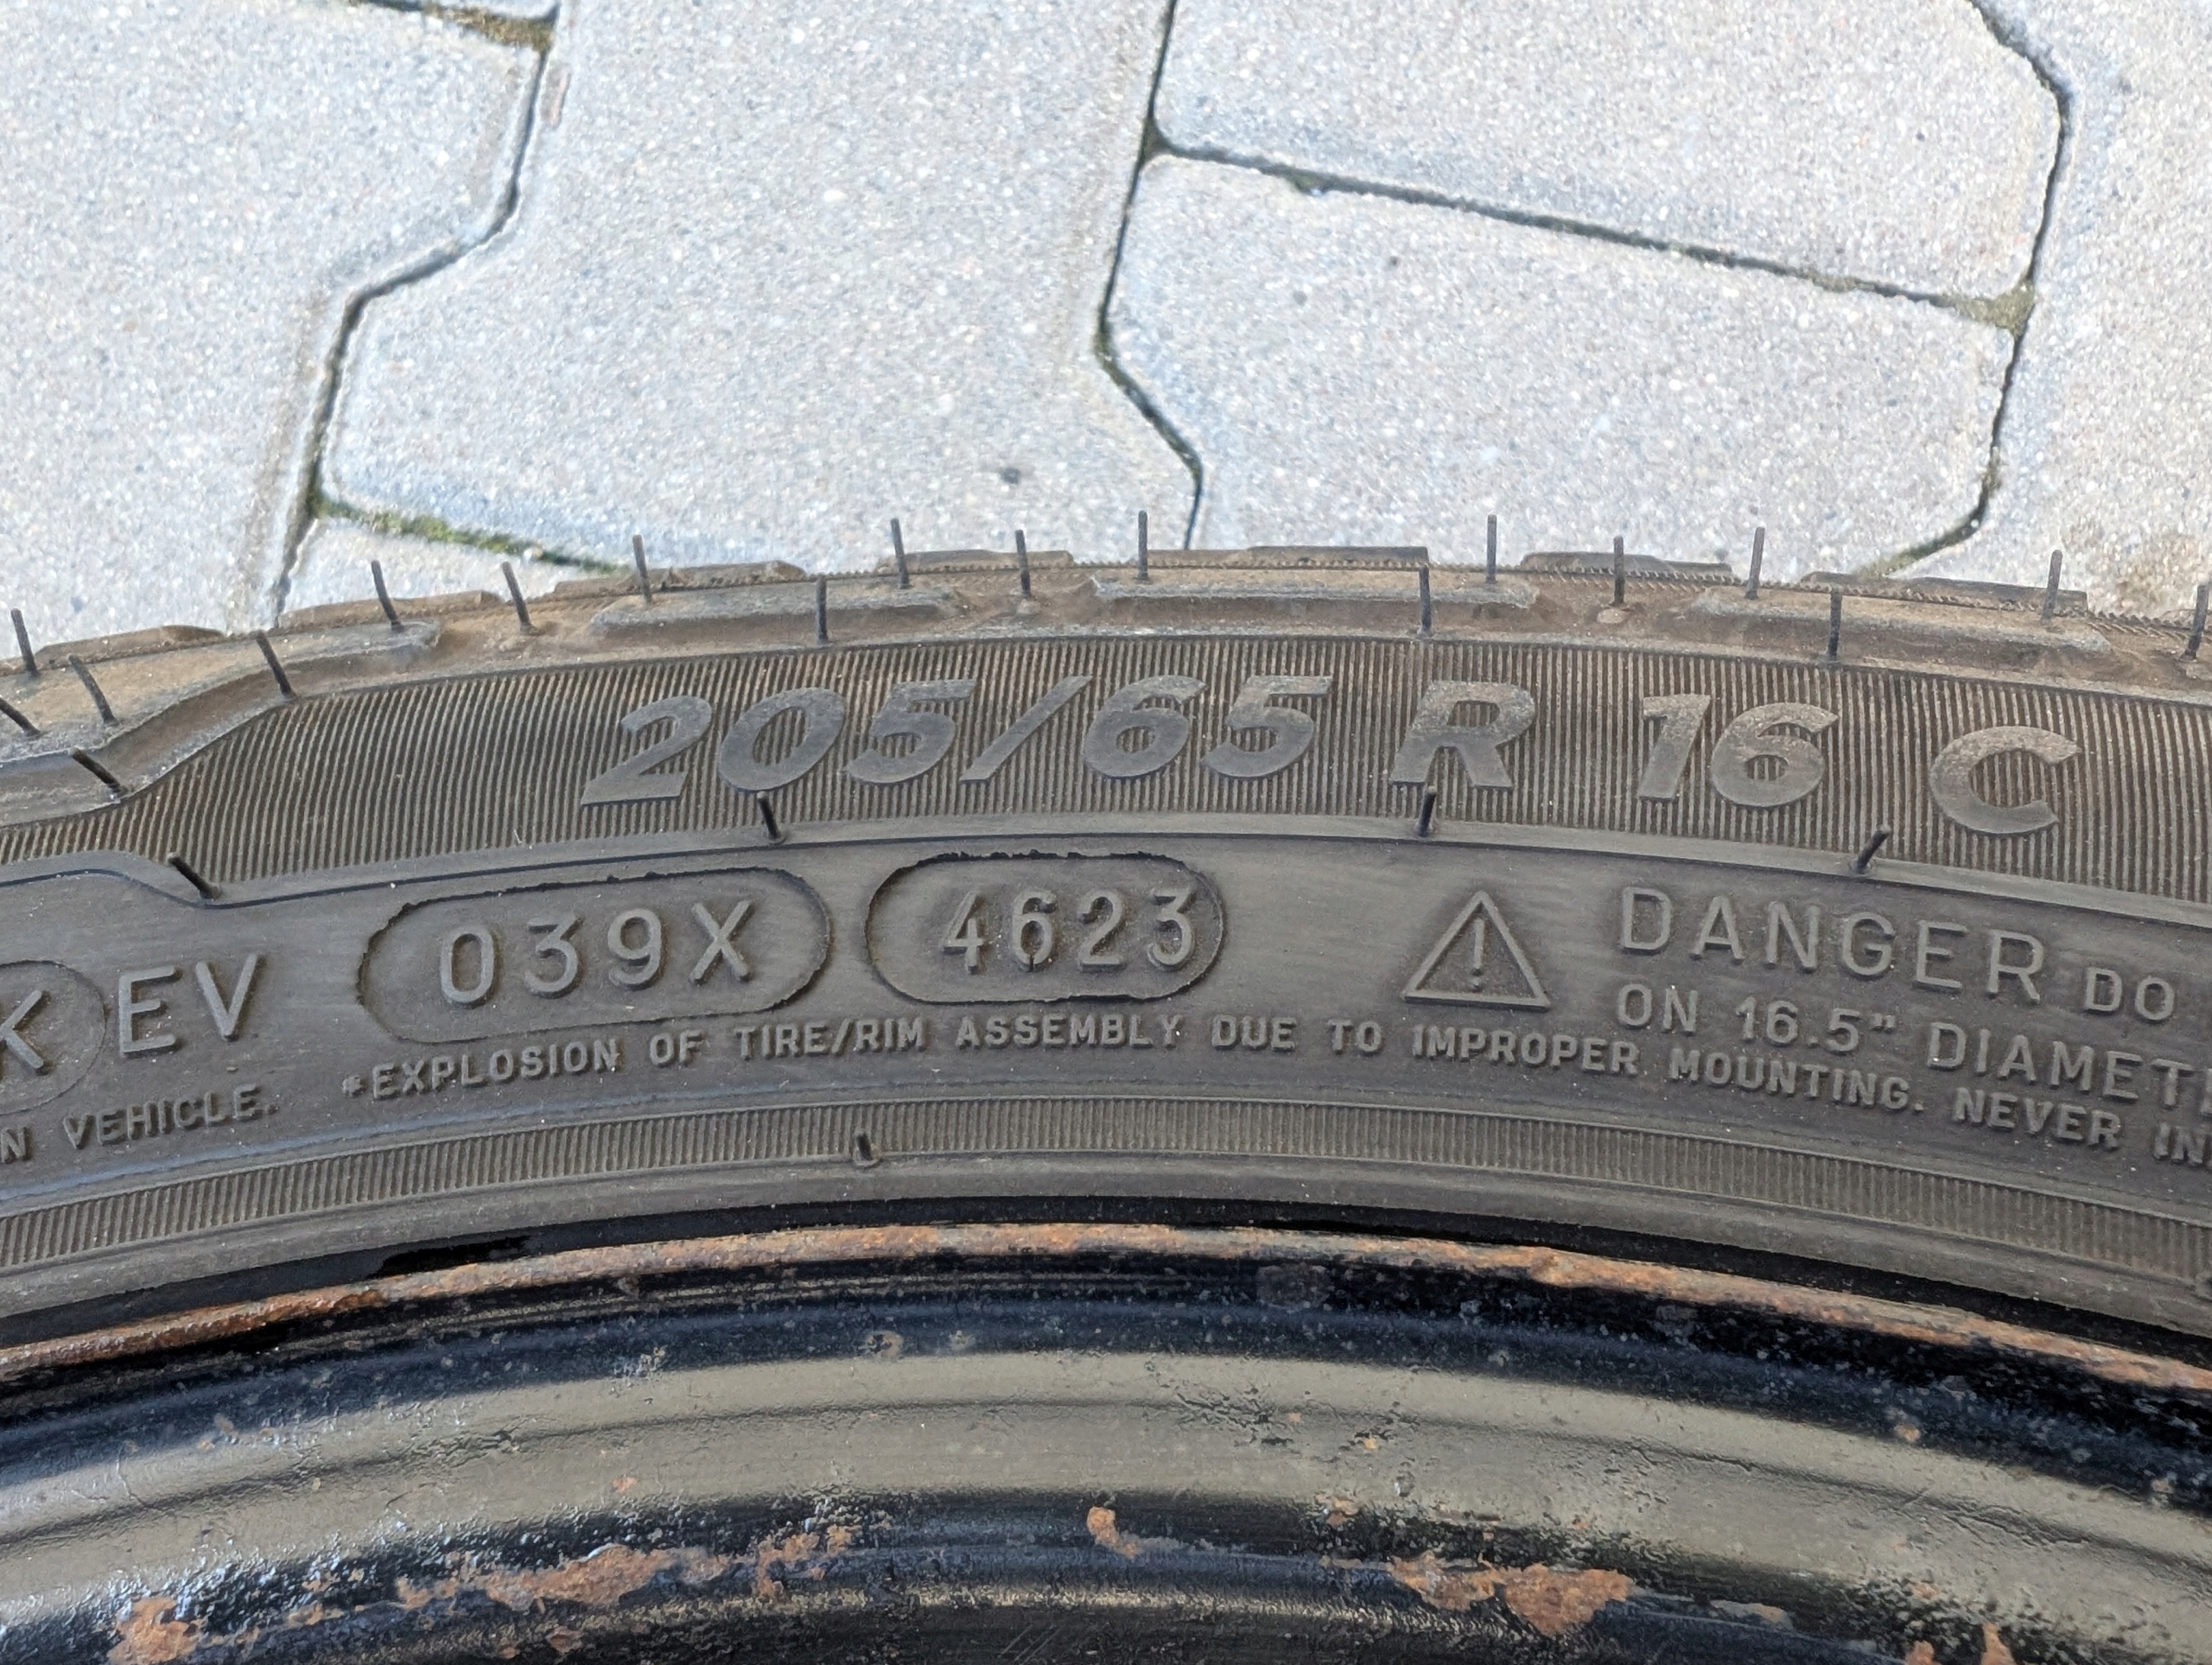 205/65 R 16 C
K EV 039X 4623 DANGER DO
ON 16.5" DIAMET
VEHICLE. *EXPLOSION OF TIRE/RIM ASSEMBLY DUE TO IMPROPER MOUNTING. NEVER